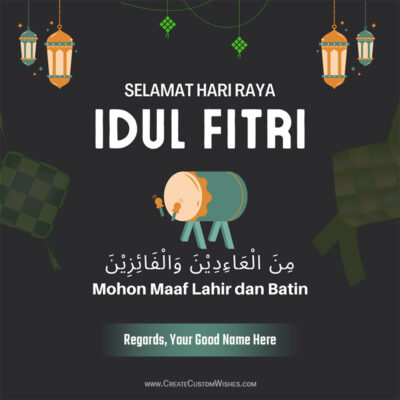 SELAMAT HARI RAYA
IDUL FITRI
مِنَ الْعَاءِدِيْنَ وَالْفَائِزِيْنَ
Mohon Maaf Lahir dan Batin
Regards, Your Good Name Here
www.CreateCustomWishes.com